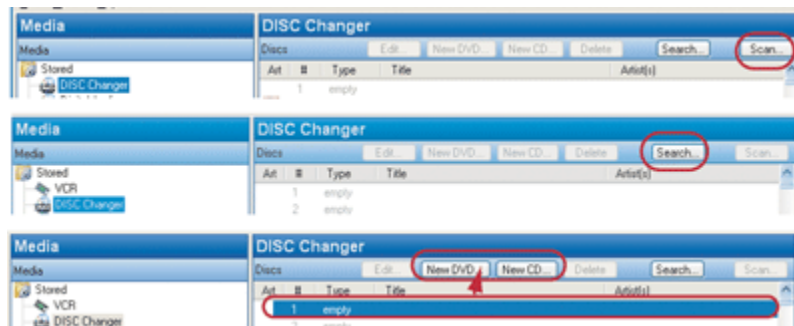 Media DISC Changer
Media Discs Edit... New DVD... New CD... Delete Search... Scan...
Stored Art # Type Title Artist(s)
DISC Changer 1 empty
Media DISC Changer
Media Discs Edit... New DVD... New CD... Delete Search... Scan...
Stored Art # Type Title Artist(s)
VCR 1 empty
DISC Changer 2 empty
Media DISC Changer
Media Discs Edit... New DVD... New CD... Delete Search... Scan...
Stored Art # Type Title Artist(s)
VCR 1 empty
DISC Changer 2 empty